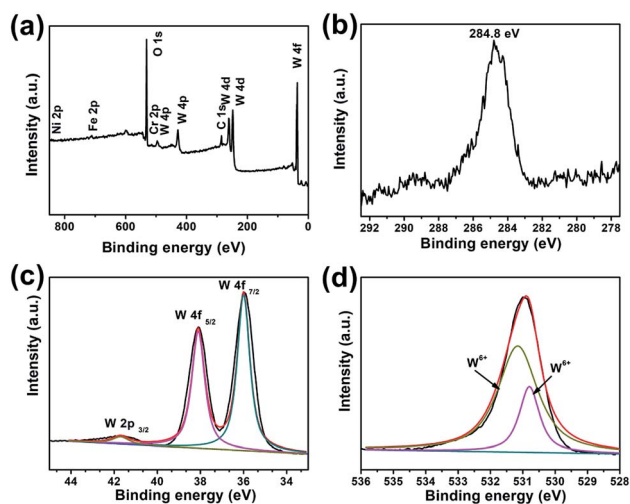 (a)
Intensity (a.u.)
Ni 2p
Fe 2p
O 1s
Cr 2p
W 4p
W 4p
C 1s
W 4d
W 4d
W 4f
800 600 400 200 0
Binding energy (eV)
(b)
284.8 eV
Intensity (a.u.)
292 290 288 286 284 282 280 278
Binding energy (eV)
(c)
W 4f 7/2
W 4f 5/2
W 2p 3/2
Intensity (a.u.)
44 42 40 38 36 34
Binding energy (eV)
(d)
W6+
W6+
Intensity (a.u.)
536 535 534 533 532 531 530 529 528
Binding energy (eV)